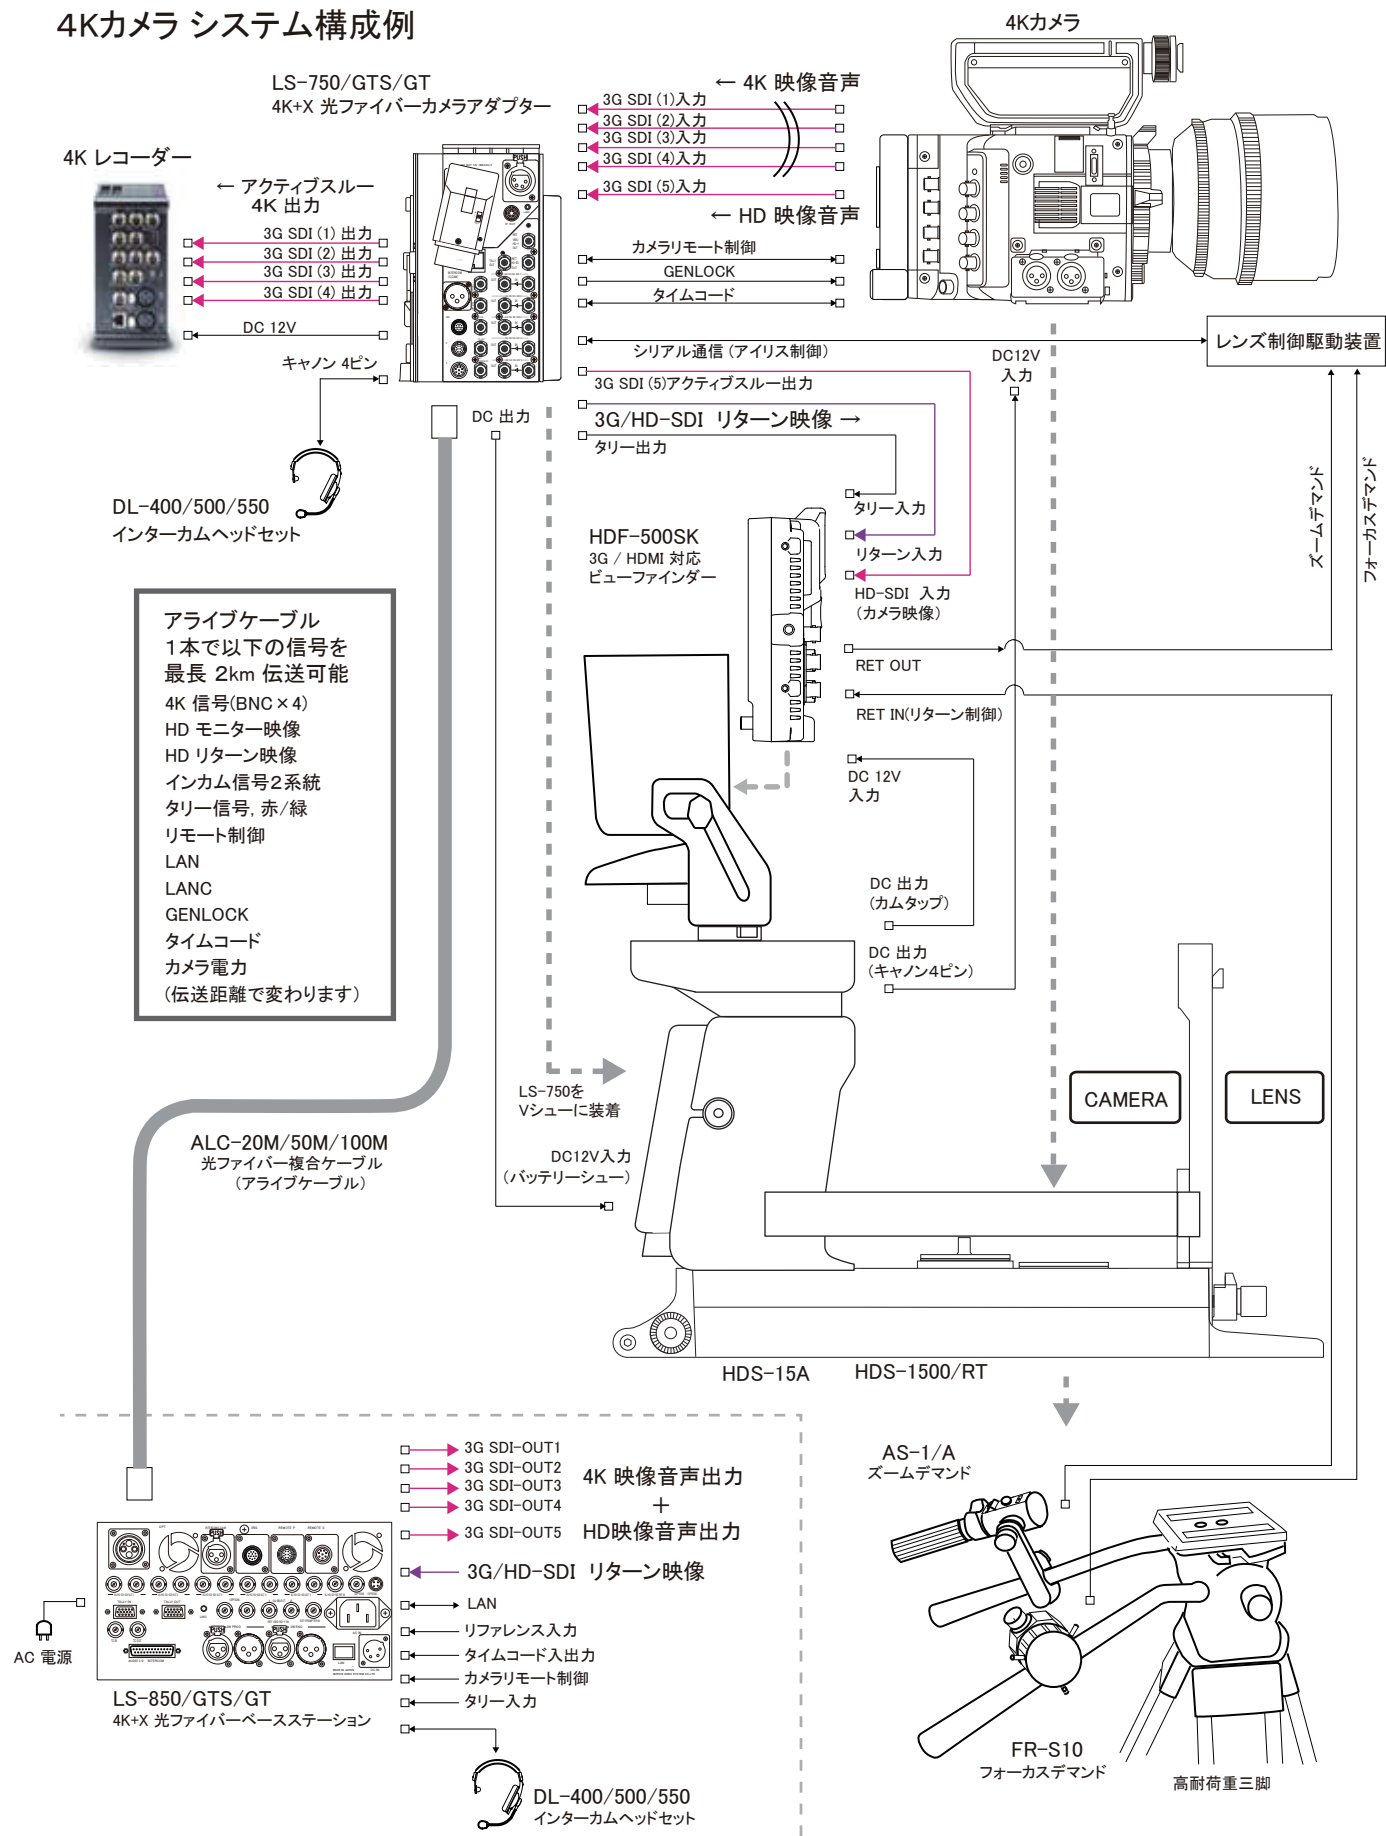 4Kカメラ システム構成例
4Kカメラ
LS-750/GTS/GT
4K+X 光ファイバーカメラアダプター
← 4K 映像音声
3G SDI (1)入力
3G SDI (2)入力
3G SDI (3)入力
3G SDI (4)入力
3G SDI (5)入力
← HD 映像音声
4K レコーダー
← アクティブスルー
4K 出力
3G SDI (1) 出力
3G SDI (2) 出力
3G SDI (3) 出力
3G SDI (4) 出力
DC 12V
キャノン 4ピン
カメラリモート制御
GENLOCK
タイムコード
シリアル通信 (アイリス制御)
レンズ制御駆動装置
DC12V
入力
3G SDI (5)アクティブスルー出力
3G/HD-SDI リターン映像 →
タリー出力
DC 出力
PUSH
DL-400/500/550
インターカムヘッドセット
HDF-500SK
3G / HDMI 対応
ビューファインダー
タリー入力
リターン入力
HD-SDI 入力
(カメラ映像)
RET OUT
RET IN(リターン制御)
DC 12V
入力
ズームデマンド
フォーカスデマンド
アライブケーブル
1本で以下の信号を
最長 2km 伝送可能
4K 信号(BNC×4)
HD モニター映像
HD リターン映像
インカム信号2系統
タリー信号, 赤/緑
リモート制御
LAN
LANC
GENLOCK
タイムコード
カメラ電力
(伝送距離で変わります)
DC 出力
(カムタップ)
DC 出力
(キャノン4ピン)
LS-750を
Vシューに装着
CAMERA
LENS
ALC-20M/50M/100M
光ファイバー複合ケーブル
(アライブケーブル)
DC12V入力
(バッテリーシュー)
HDS-15A
HDS-1500/RT
3G SDI-OUT1
3G SDI-OUT2
3G SDI-OUT3
3G SDI-OUT4
3G SDI-OUT5
4K 映像音声出力
+
HD映像音声出力
3G/HD-SDI リターン映像
LAN
リファレンス入力
タイムコード入出力
カメラリモート制御
タリー入力
AC 電源
LS-850/GTS/GT
4K+X 光ファイバーベースステーション
DL-400/500/550
インターカムヘッドセット
AS-1/A
ズームデマンド
FR-S10
フォーカスデマンド
高耐荷重三脚